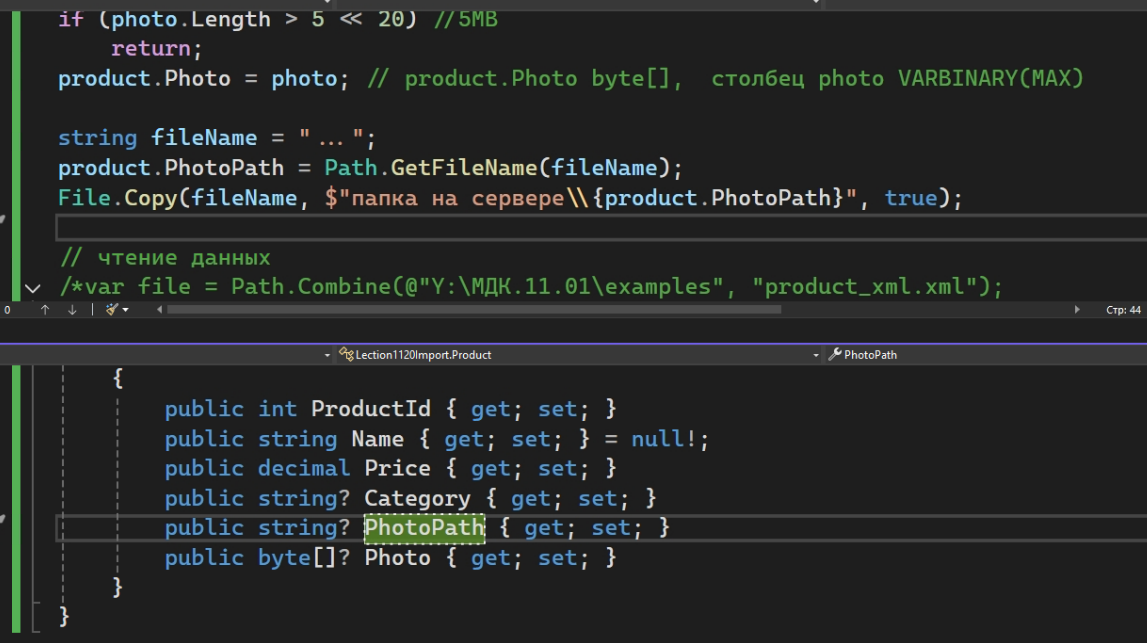 if (photo.Length > 5 << 20) //5MB
return;
product.Photo = photo; // product.Photo byte[], столбец photo VARBINARY(MAX)
string fileName = "...";
product.PhotoPath = Path.GetFileName(fileName);
File.Copy(fileName, $"папка на сервере\\{product.PhotoPath}", true);
// чтение данных
/*var file = Path.Combine(@"Y:\МДК.11.01\examples", "product_xml.xml");
0 Стр: 44
Lection1120Import.Product PhotoPath
{
public int ProductId { get; set; }
public string Name { get; set; } = null!;
public decimal Price { get; set; }
public string? Category { get; set; }
public string? PhotoPath { get; set; }
public byte[]? Photo { get; set; }
}
}